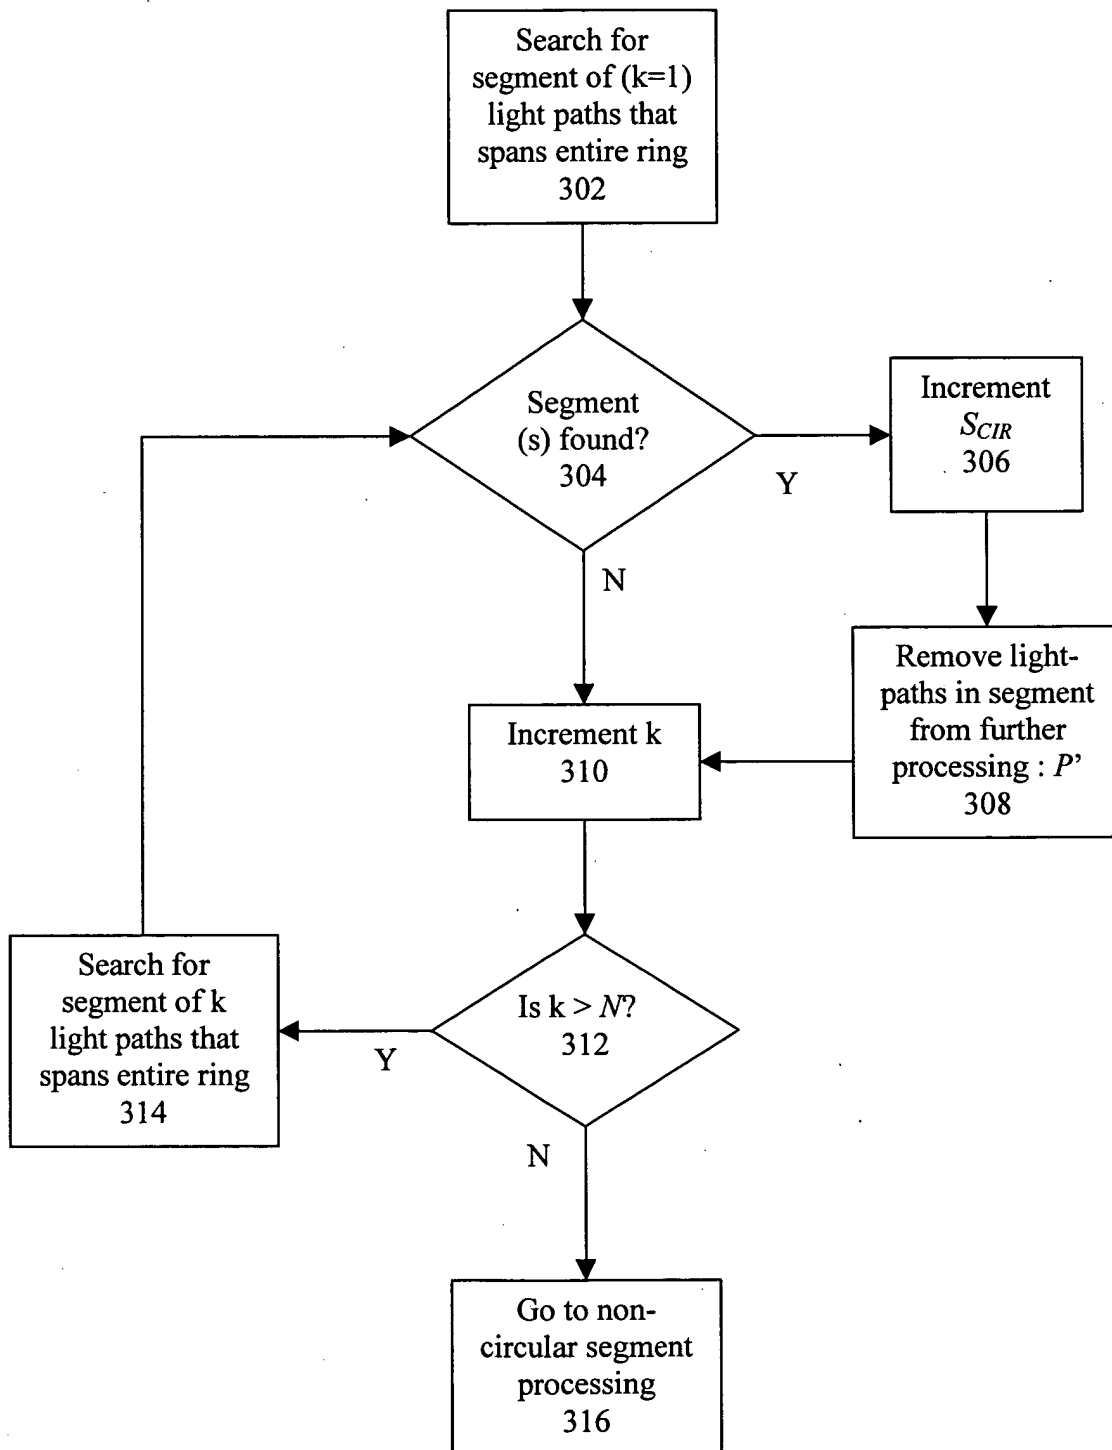 Search for
segment of (k=1)
light paths that
spans entire ring
302
Segment
(s) found?
304
Y
N
Increment
S_CIR
306
Remove light-
paths in segment
from further
processing : P’
308
Increment k
310
Is k > N?
312
Y
N
Search for
segment of k
light paths that
spans entire ring
314
Go to non-
circular segment
processing
316